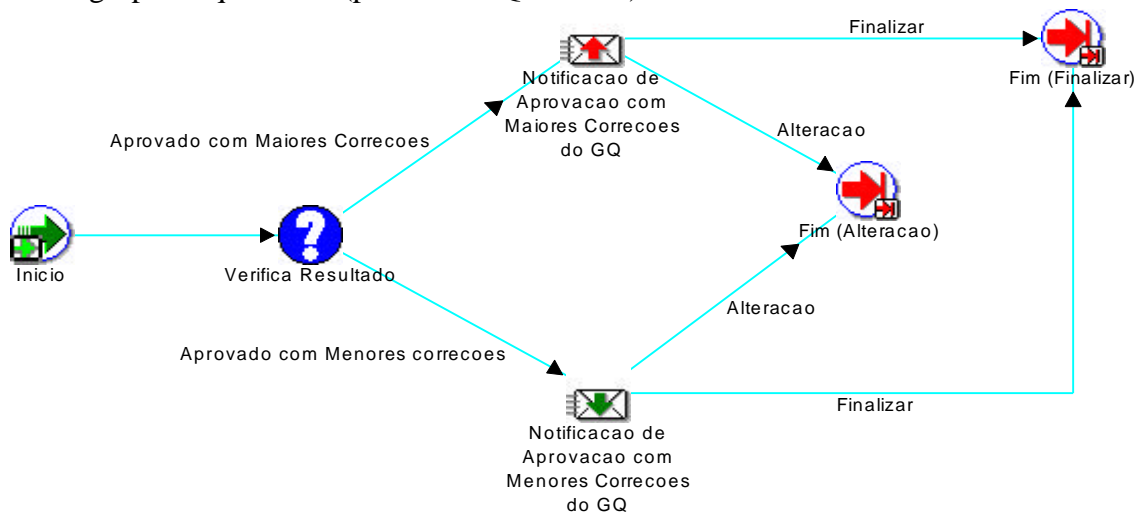 Finalizar
Fim (Finalizar)
Notificacao de
Aprovacao com
Maiores Correcoes
do GQ
Aprovado com Maiores Correcoes
Alteracao
Fim (Alteracao)
Inicio
Verifica Resultado
Alteracao
Aprovado com Menores correcoes
Finalizar
Notificacao de
Aprovacao com
Menores Correcoes
do GQ